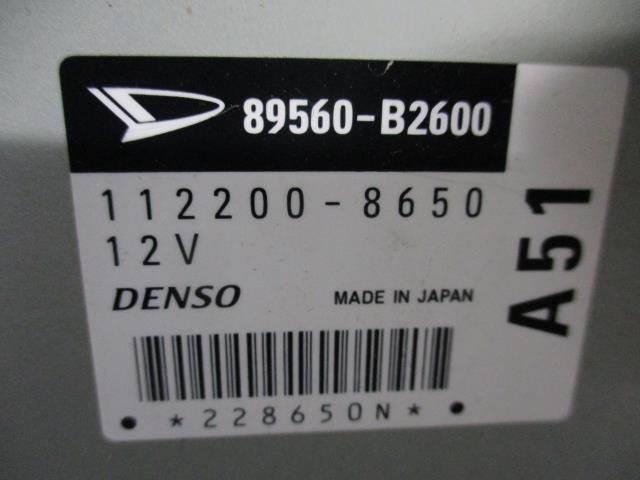 89560-B2600
112200-8650
12V
DENSO MADE IN JAPAN
*228650N*
A51